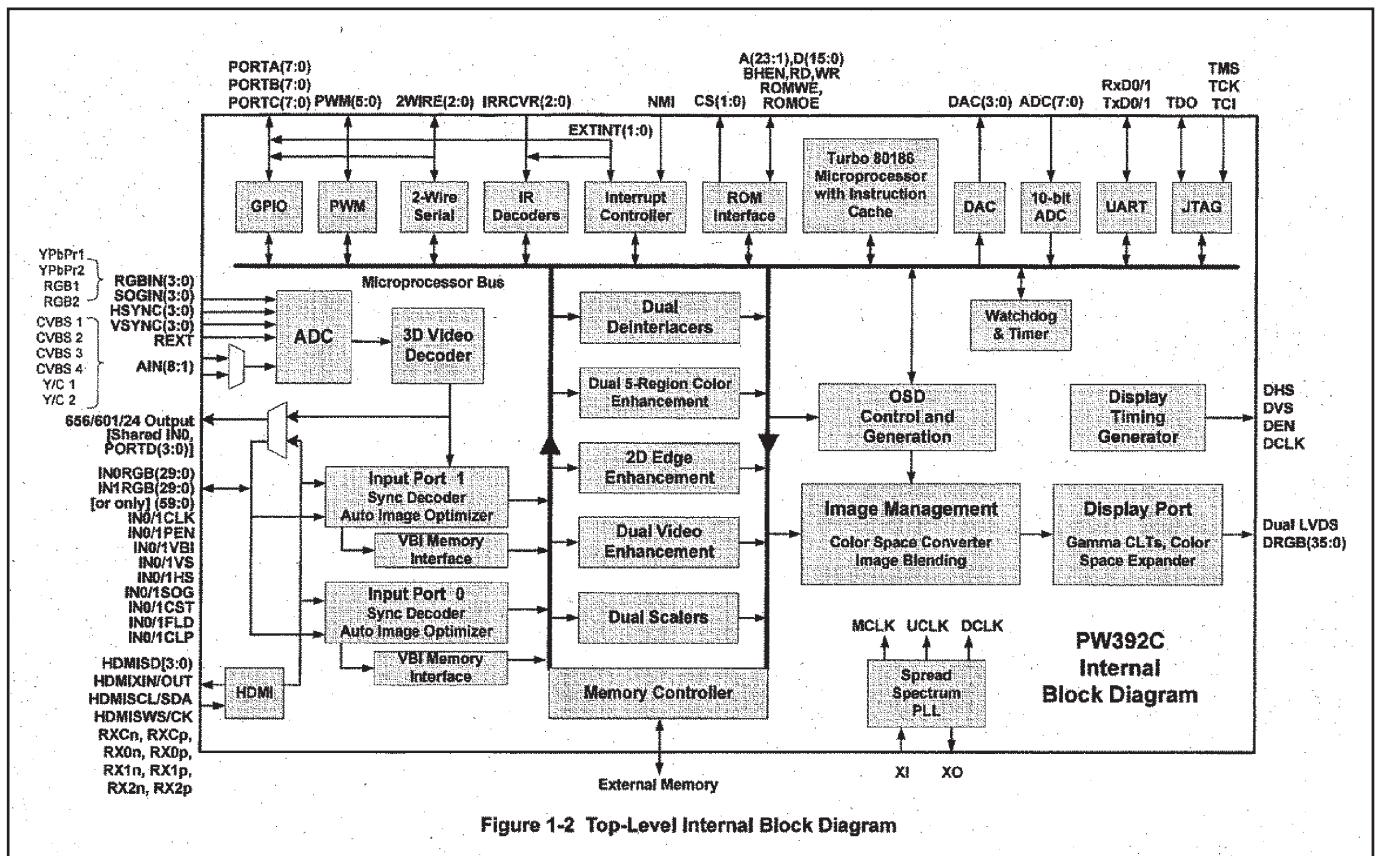 PORTA(7:0)
PORTB(7:0)
PORTC(7:0)
PWM(5:0)
2WIRE(2:0)
IRRCVR(2:0)
EXTINT(1:0)
NMI
CS(1:0)
A(23:1),D(15:0)
BHEN,RD,WR
ROMWE,
ROMOE
DAC(3:0)
ADC(7:0)
RxD0/1
TxD0/1
TDO
TMS
TCK
TCI
GPIO
PWM
2-Wire
Serial
IR
Decoders
Interrupt
Controller
ROM
Interface
Turbo 80186
Microprocessor
with Instruction
Cache
DAC
10-bit
ADC
UART
JTAG
Microprocessor Bus
YPbPr1
YPbPr2
RGB1
RGB2
RGBIN(3:0)
SOGIN(3:0)
HSYNC(3:0)
VSYNC(3:0)
REXT
CVBS 1
CVBS 2
CVBS 3
CVBS 4
Y/C 1
Y/C 2
AIN(8:1)
ADC
3D Video
Decoder
656/601/24 Output
[Shared IN0,
PORTD(3:0)]
IN0RGB(29:0)
IN1RGB(29:0)
[or only] (59:0)
IN0/1CLK
IN0/1PEN
IN0/1VBI
IN0/1VS
IN0/1HS
IN0/1SOG
IN0/1CST
IN0/1FLD
IN0/1CLP
HDMISD[3:0)
HDMIXIN/OUT
HDMISCL/SDA
HDMISWS/CK
RXCn, RXCp,
RX0n, RX0p,
RX1n, RX1p,
RX2n, RX2p
HDMI
Input Port 1
Sync Decoder
Auto Image Optimizer
VBI Memory
Interface
Input Port 0
Sync Decoder
Auto Image Optimizer
VBI Memory
Interface
Dual
Deinterlacers
Dual 5-Region Color
Enhancement
2D Edge
Enhancement
Dual Video
Enhancement
Dual Scalers
Memory Controller
External Memory
Watchdog
& Timer
OSD
Control and
Generation
Display
Timing
Generator
DHS
DVS
DEN
DCLK
Image Management
Color Space Converter
Image Blending
Display Port
Gamma CLTs, Color
Space Expander
Dual LVDS
DRGB(35:0)
MCLK
UCLK
DCLK
Spread
Spectrum
PLL
XI
XO
PW392C
Internal
Block Diagram
Figure 1-2 Top-Level Internal Block Diagram